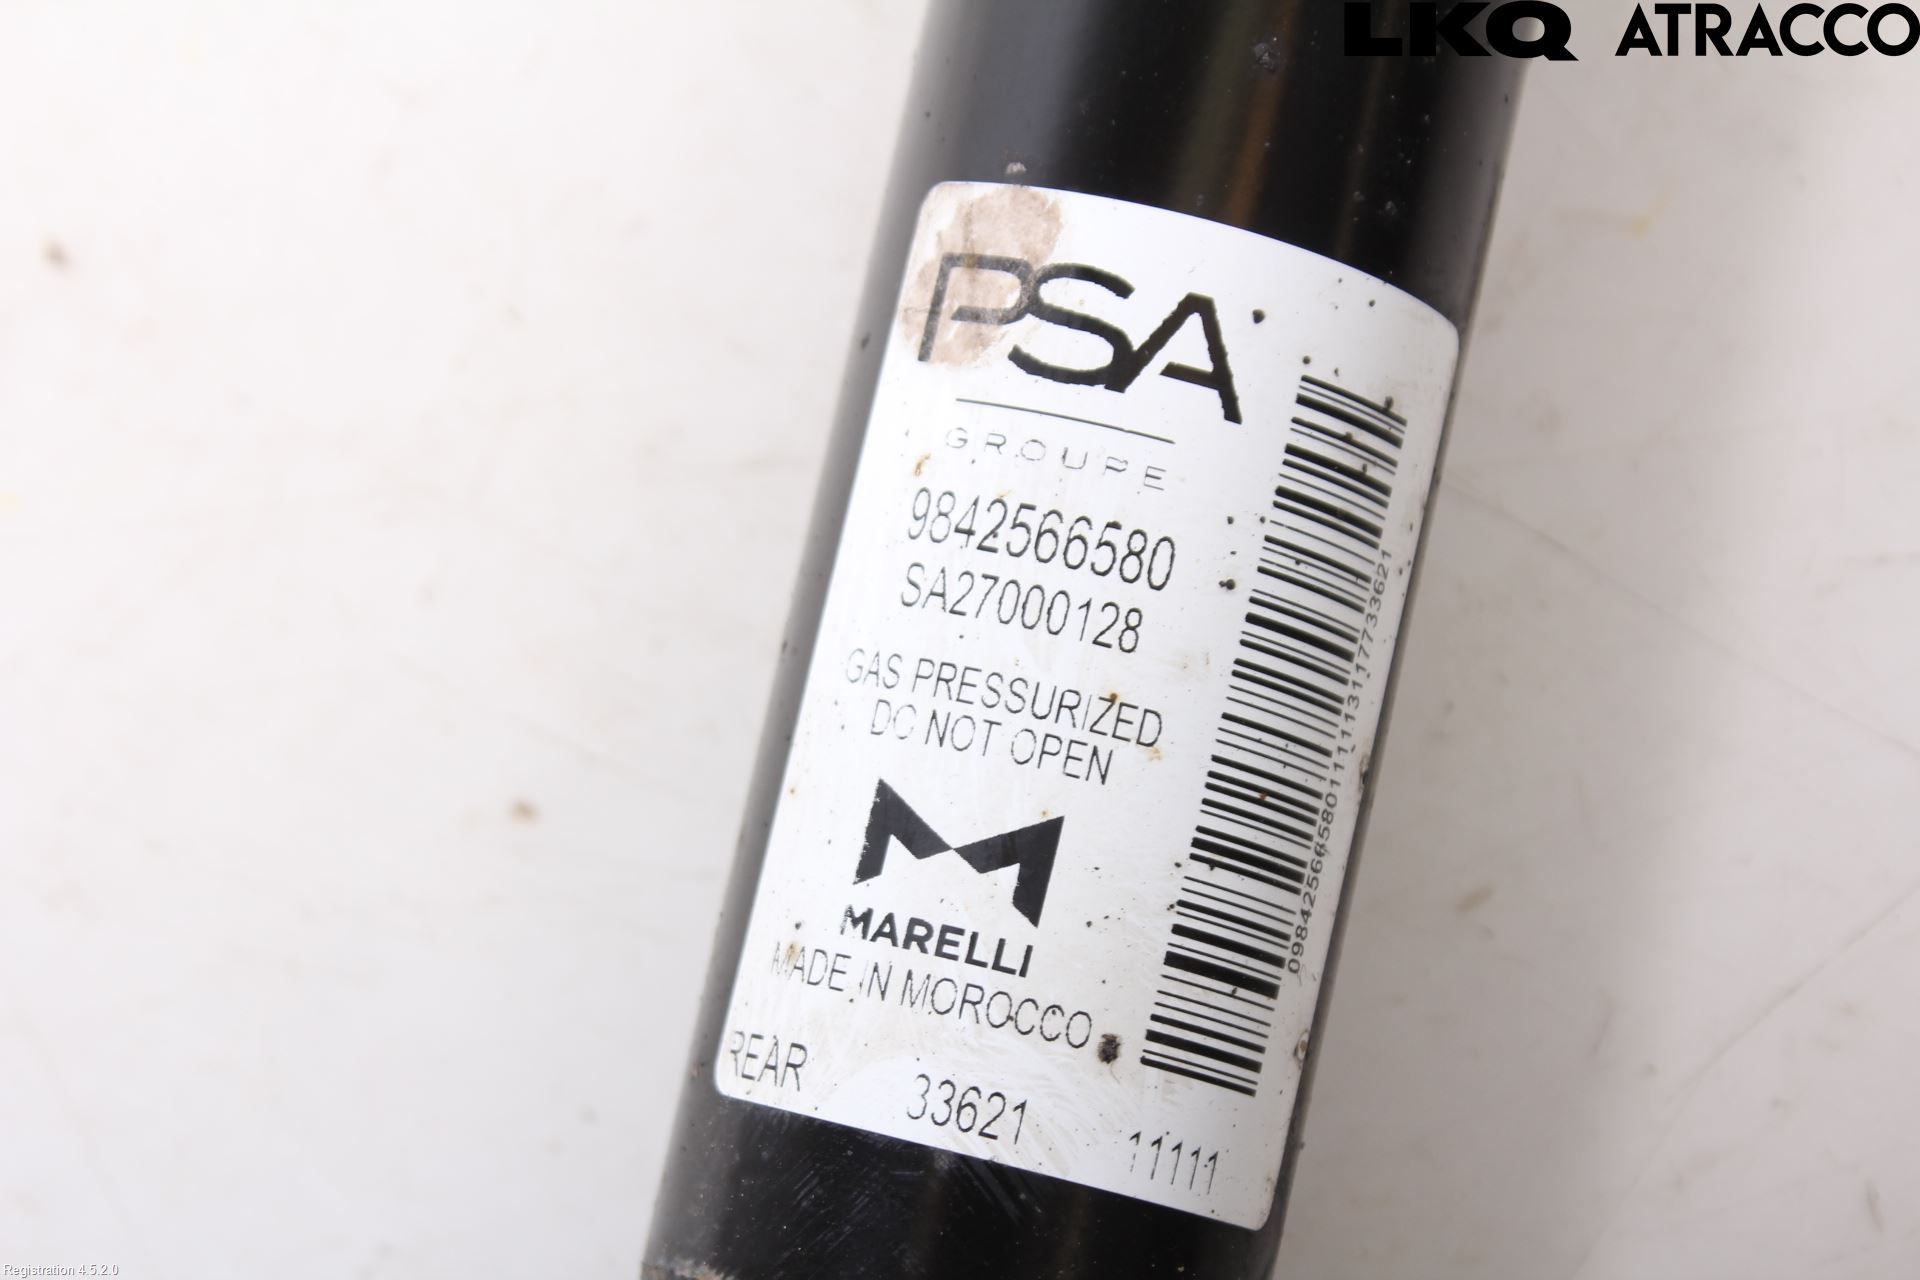 LKQ ATRACCO
PSA
GROUPE
9842566580
SA27000128
GAS PRESSURIZED
DO NOT OPEN
MARELLI
MADE IN MOROCCO
REAR 33621 11111
Registration 4.5.2.0